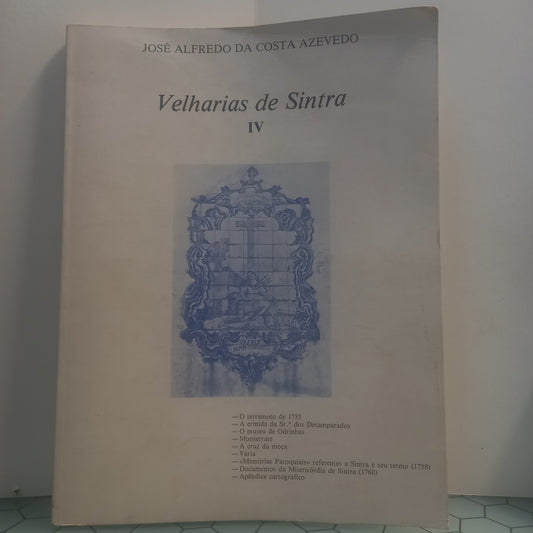 JOSÉ ALFREDO DA COSTA AZEVEDO
Velharias de Sintra
IV
— O terramoto de 1755
— A ermida da Sr.ª dos Desamparados
— O museu de Odrinhas
— Monserrate
— A cruz da moça
— Vária
— «Memórias Paroquiais» referentes a Sintra e seu termo (1758)
— Documentos da Misericórdia de Sintra (1760)
— Apêndice cartográfico